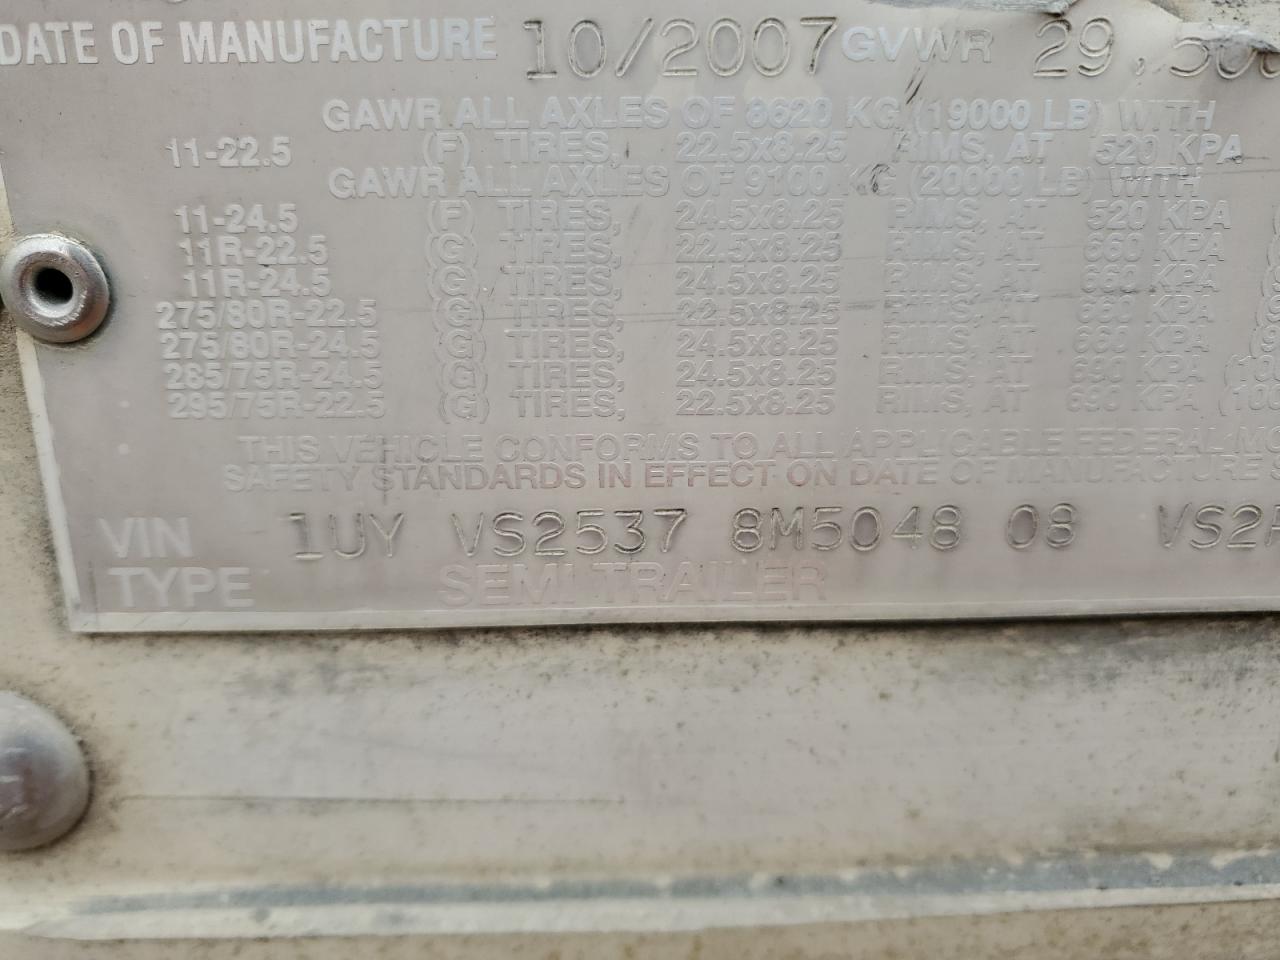 DATE OF MANUFACTURE 10/2007 GVWR 29,500
GAWR ALL AXLES OF 8620 KG (19000 LB) WITH
11-22.5 (F) TIRES, 22.5x8.25 RIMS, AT 520 KPA
GAWR ALL AXLES OF 9100 KG (20000 LB) WITH
11-24.5 (F) TIRES, 24.5x8.25 RIMS, AT 520 KPA
11R-22.5 (G) TIRES, 22.5x8.25 RIMS, AT 660 KPA
11R-24.5 (G) TIRES, 24.5x8.25 RIMS, AT 660 KPA
275/80R-22.5 (G) TIRES, 22.5x8.25 RIMS, AT 660 KPA
275/80R-24.5 (G) TIRES, 24.5x8.25 RIMS, AT 660 KPA
285/75R-24.5 (G) TIRES, 24.5x8.25 RIMS, AT 690 KPA (100
295/75R-22.5 (G) TIRES, 22.5x8.25 RIMS, AT 690 KPA (100
THIS VEHICLE CONFORMS TO ALL APPLICABLE FEDERAL MO
SAFETY STANDARDS IN EFFECT ON DATE OF MANUFACTURE S
VIN 1UY VS2537 8M5048 08 VS2
TYPE SEMI TRAILER